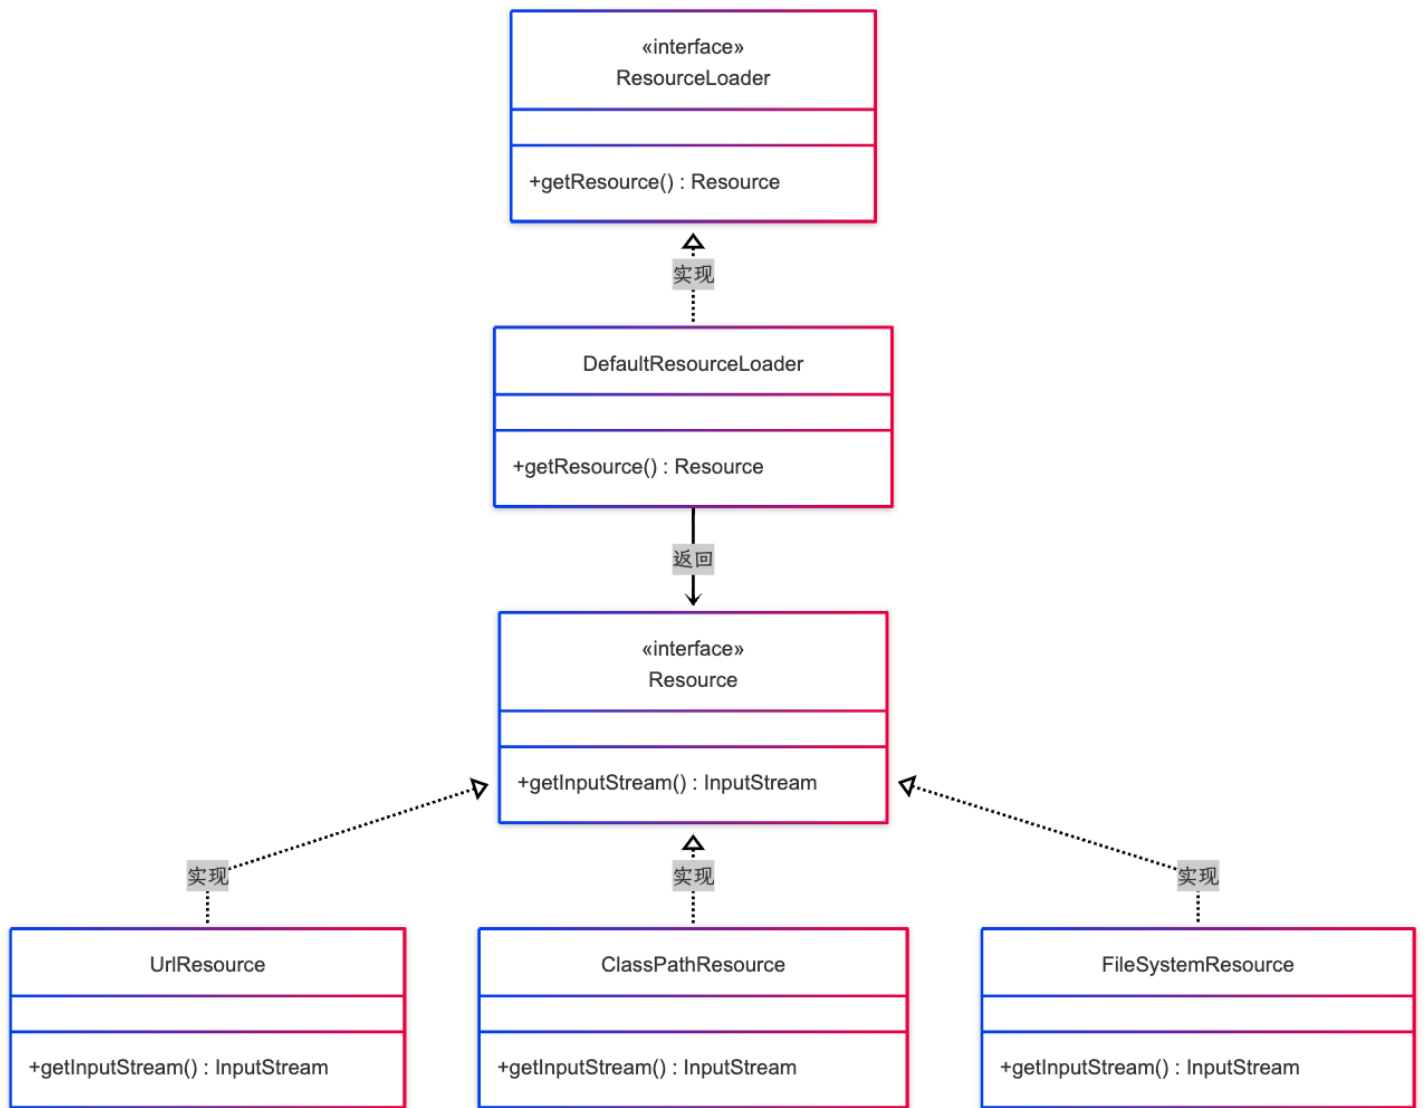 «interface»
ResourceLoader
+getResource() : Resource
实现
DefaultResourceLoader
+getResource() : Resource
返回
«interface»
Resource
+getInputStream() : InputStream
实现
实现
实现
UrlResource
ClassPathResource
FileSystemResource
+getInputStream() : InputStream
+getInputStream() : InputStream
+getInputStream() : InputStream